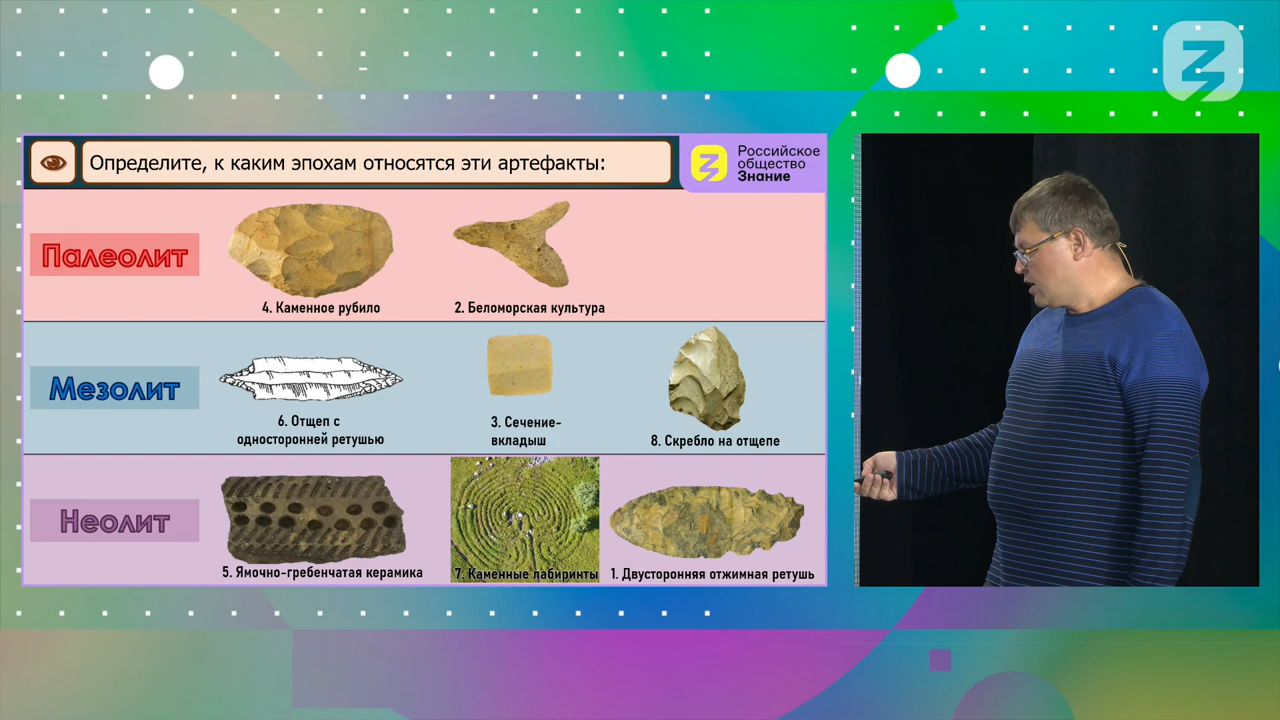 Определите, к каким эпохам относятся эти артефакты:
Российское
общество
Знание
Палеолит
4. Каменное рубило
2. Беломорская культура
Мезолит
6. Отщеп с
односторонней ретушью
3. Сечение-
вкладыш
8. Скребло на отщепе
Неолит
5. Ямочно-гребенчатая керамика
7. Каменные лабиринты
1. Двусторонняя отжимная ретушь